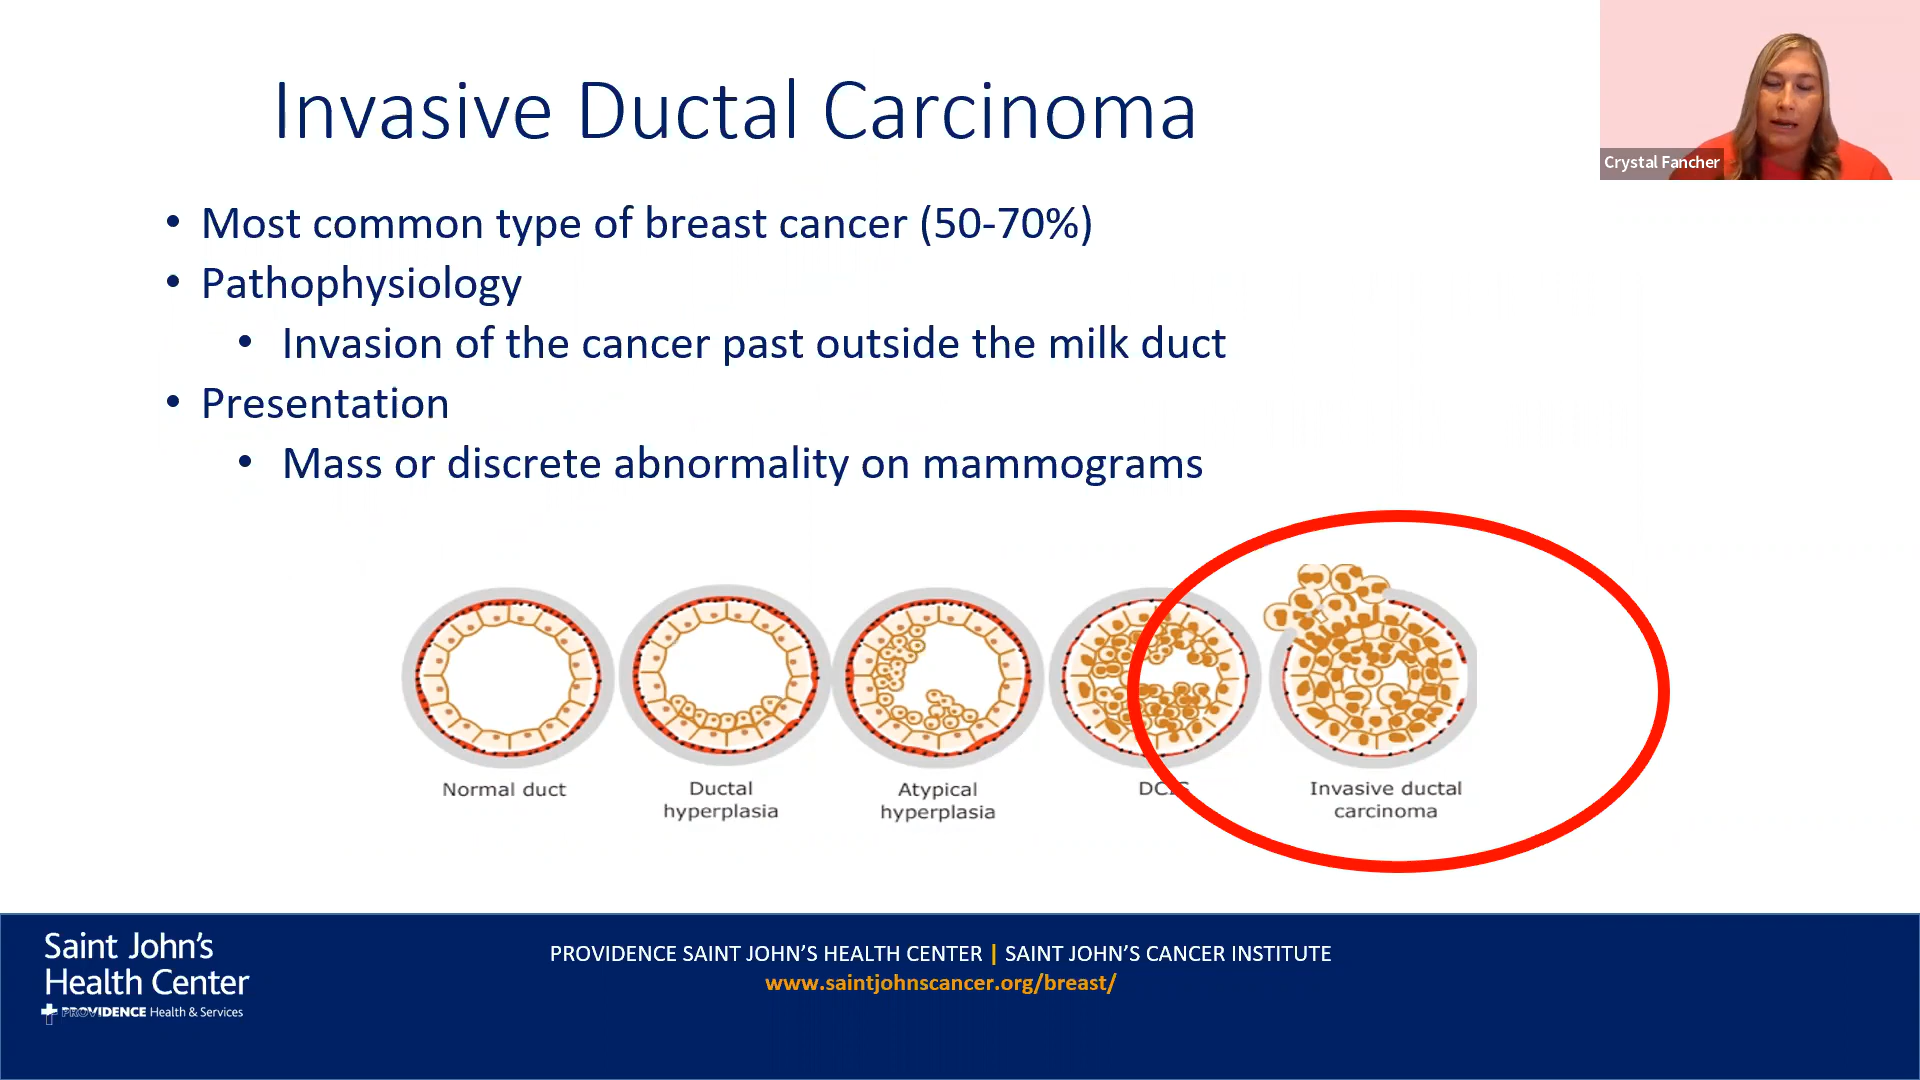 Invasive Ductal Carcinoma
Crystal Fancher
• Most common type of breast cancer (50-70%)
• Pathophysiology
• Invasion of the cancer past outside the milk duct
• Presentation
• Mass or discrete abnormality on mammograms
Normal duct
Ductal
hyperplasia
Atypical
hyperplasia
Invasive ductal
carcinoma
Saint John's
Health Center
PROVIDENCE Health & Services
PROVIDENCE SAINT JOHN'S HEALTH CENTER | SAINT JOHN'S CANCER INSTITUTE
www.saintjohnscancer.org/breast/